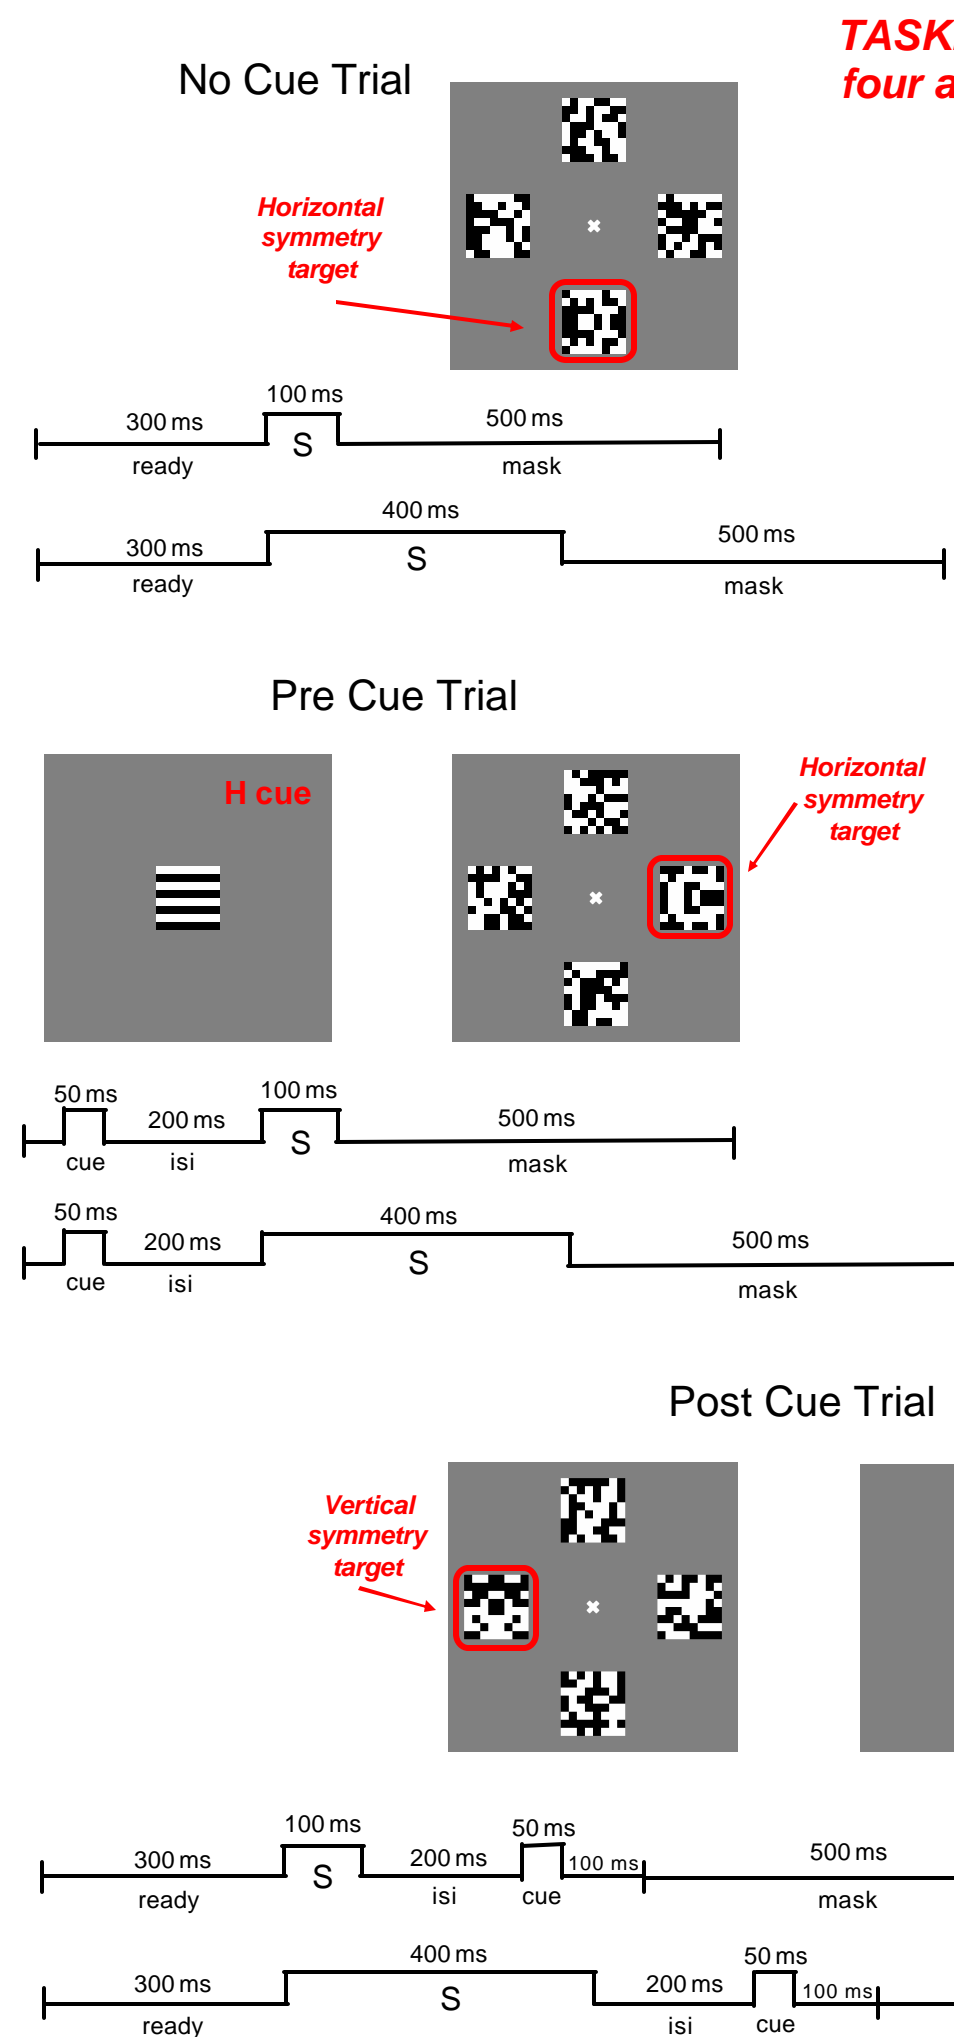 TASK
four a
No Cue Trial
Horizontal
symmetry
target
100 ms
300 ms
500 ms
S
ready
mask
400 ms
300 ms
500 ms
S
ready
mask
Pre Cue Trial
H cue
Horizontal
symmetry
target
50 ms
100 ms
200 ms
500 ms
S
cue
isi
mask
50 ms
400 ms
200 ms
500 ms
S
cue
isi
mask
Post Cue Trial
Vertical
symmetry
target
100 ms
50 ms
300 ms
200 ms
100 ms
500 ms
S
ready
isi
cue
mask
400 ms
50 ms
300 ms
200 ms
100 ms
S
ready
isi
cue